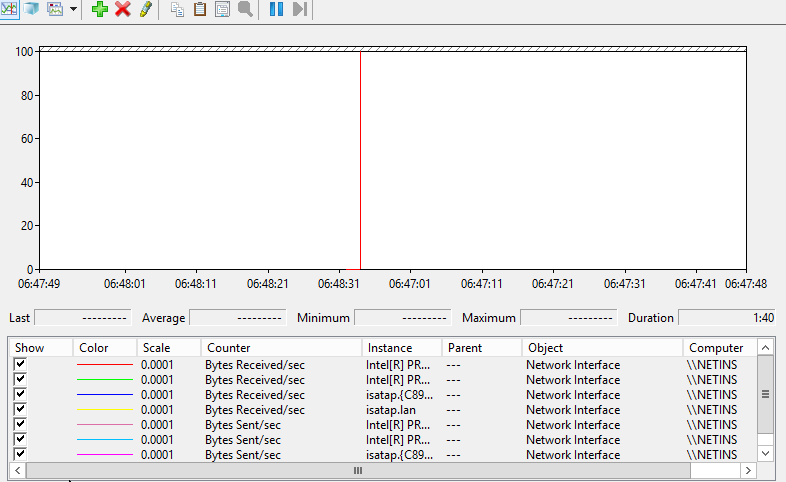 100
80
60
40
20
0
06:47:49 06:48:01 06:48:11 06:48:21 06:48:31 06:47:01 06:47:11 06:47:21 06:47:31 06:47:41 06:47:48
Last --------- Average --------- Minimum --------- Maximum --------- Duration 1:40
Show Color Scale Counter Instance Parent Object Computer
0.0001 Bytes Received/sec Intel[R] PR... --- Network Interface \\NETINS
0.0001 Bytes Received/sec Intel[R] PR... --- Network Interface \\NETINS
0.0001 Bytes Received/sec isatap.{C89... --- Network Interface \\NETINS
0.0001 Bytes Received/sec isatap.lan --- Network Interface \\NETINS
0.0001 Bytes Sent/sec Intel[R] PR... --- Network Interface \\NETINS
0.0001 Bytes Sent/sec Intel[R] PR... --- Network Interface \\NETINS
0.0001 Bytes Sent/sec isatap.{C89... --- Network Interface \\NETINS